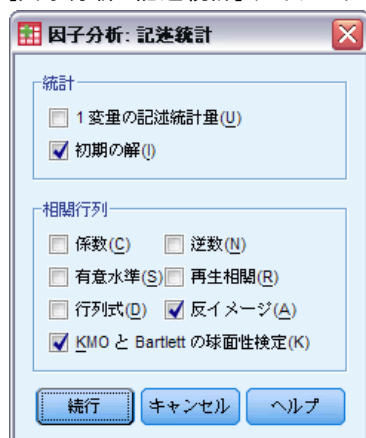 因子分析: 記述統計
統計
1 変量の記述統計量(U)
初期の解(I)
相関行列
係数(C) 逆数(N)
有意水準(S) 再生相関(R)
行列式(D) 反イメージ(A)
KMO と Bartlett の球面性検定(K)
続行 キャンセル ヘルプ